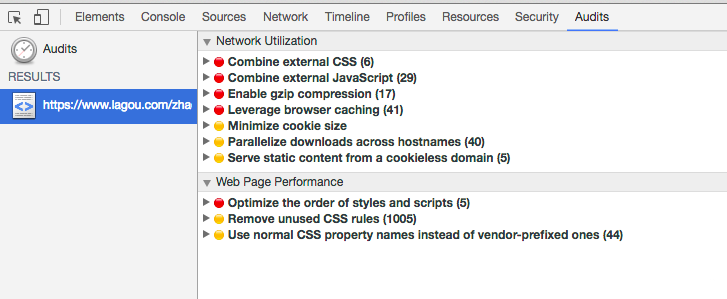 Elements Console Sources Network Timeline Profiles Resources Security Audits
Audits
RESULTS
https://www.lagou.com/zha
Network Utilization
Combine external CSS (6)
Combine external JavaScript (29)
Enable gzip compression (17)
Leverage browser caching (41)
Minimize cookie size
Parallelize downloads across hostnames (40)
Serve static content from a cookieless domain (5)
Web Page Performance
Optimize the order of styles and scripts (5)
Remove unused CSS rules (1005)
Use normal CSS property names instead of vendor-prefixed ones (44)